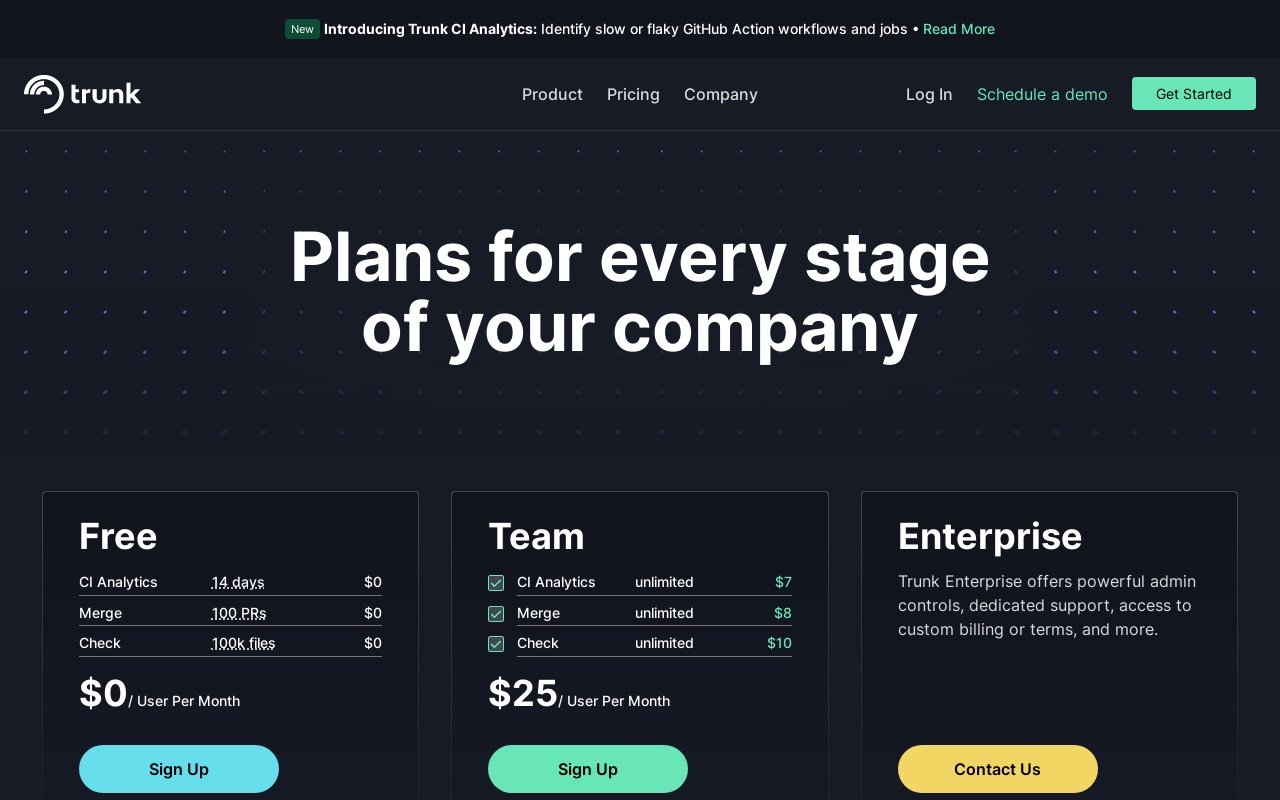 New Introducing Trunk CI Analytics: Identify slow or flaky GitHub Action workflows and jobs • Read More
trunk
Product Pricing Company
Log In Schedule a demo Get Started
Plans for every stage
of your company
Free
CI Analytics 14 days $0
Merge 100 PRs $0
Check 100k files $0
$0/ User Per Month
Sign Up
Team
CI Analytics unlimited $7
Merge unlimited $8
Check unlimited $10
$25/ User Per Month
Sign Up
Enterprise
Trunk Enterprise offers powerful admin
controls, dedicated support, access to
custom billing or terms, and more.
Contact Us